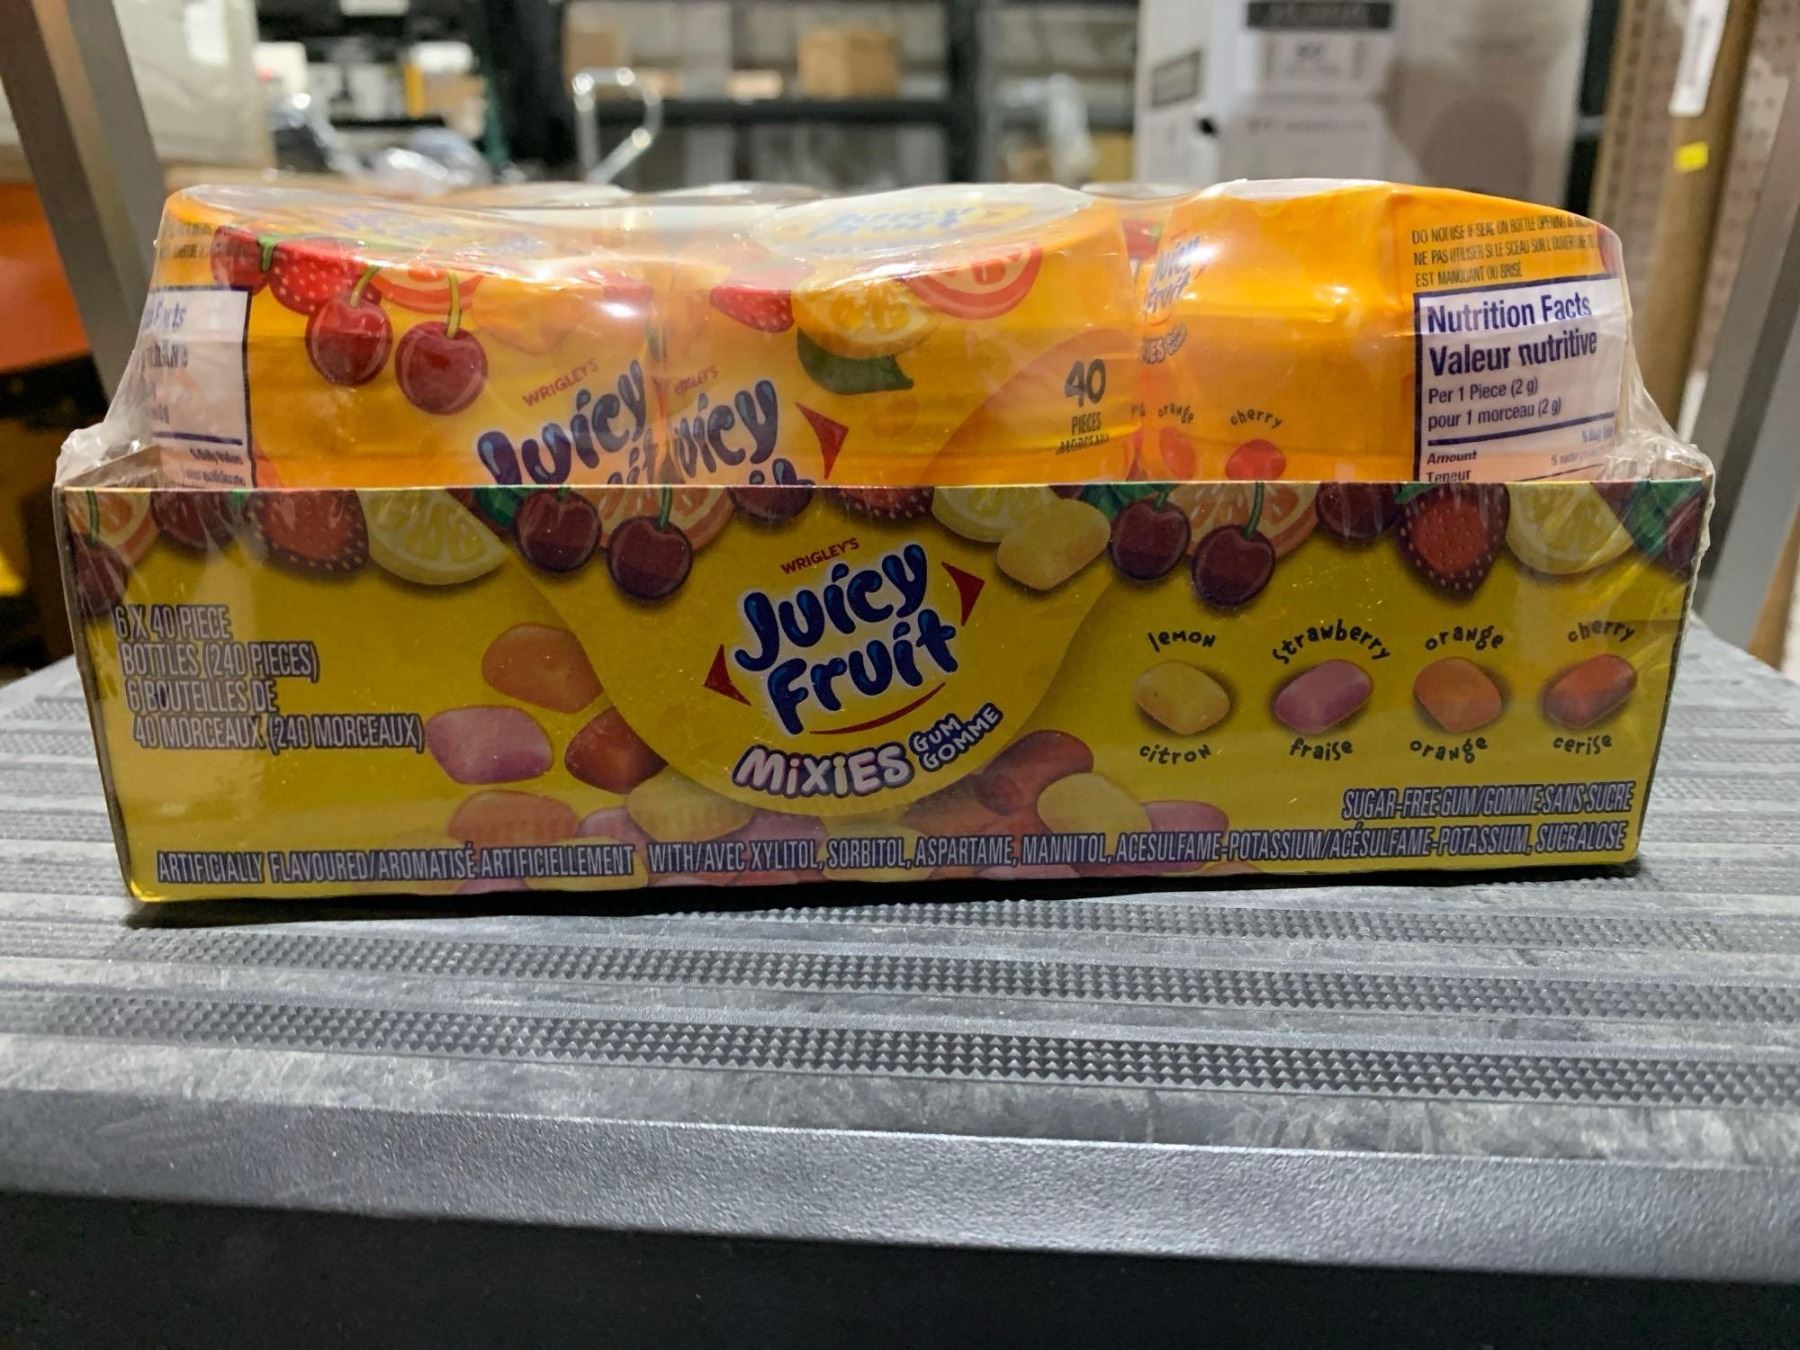 DO NOT USE IF SEAL ON BOTTLE OPENING
NE PAS UTILISER SI LE SCEAU SUR L'OUVERTURE
EST MANQUANT OU BRISÉ
Nutrition Facts
Valeur nutritive
Per 1 Piece (2 g)
pour 1 morceau (2 g)
Amount
Teneur
WRIGLEY'S
Juicy
Juicy
40
PIECES
MORCEAUX
orange
cherry
Juicy
Fruit
6 X 40 PIECE
BOTTLES (240 PIECES)
6 BOUTEILLES DE
40 MORCEAUX (240 MORCEAUX)
WRIGLEY'S
Juicy
Fruit
MiXiES
GUM
GOMME
lemon
citron
strawberry
fraise
orange
orange
cherry
cerise
SUGAR-FREE GUM/GOMME SANS SUCRE
ARTIFICIALLY FLAVOURED/AROMATISÉ ARTIFICIELLEMENT WITH/AVEC XYLITOL, SORBITOL, ASPARTAME, MANNITOL, ACESULFAME-POTASSIUM/ACÉSULFAME-POTASSIUM, SUCRALOSE